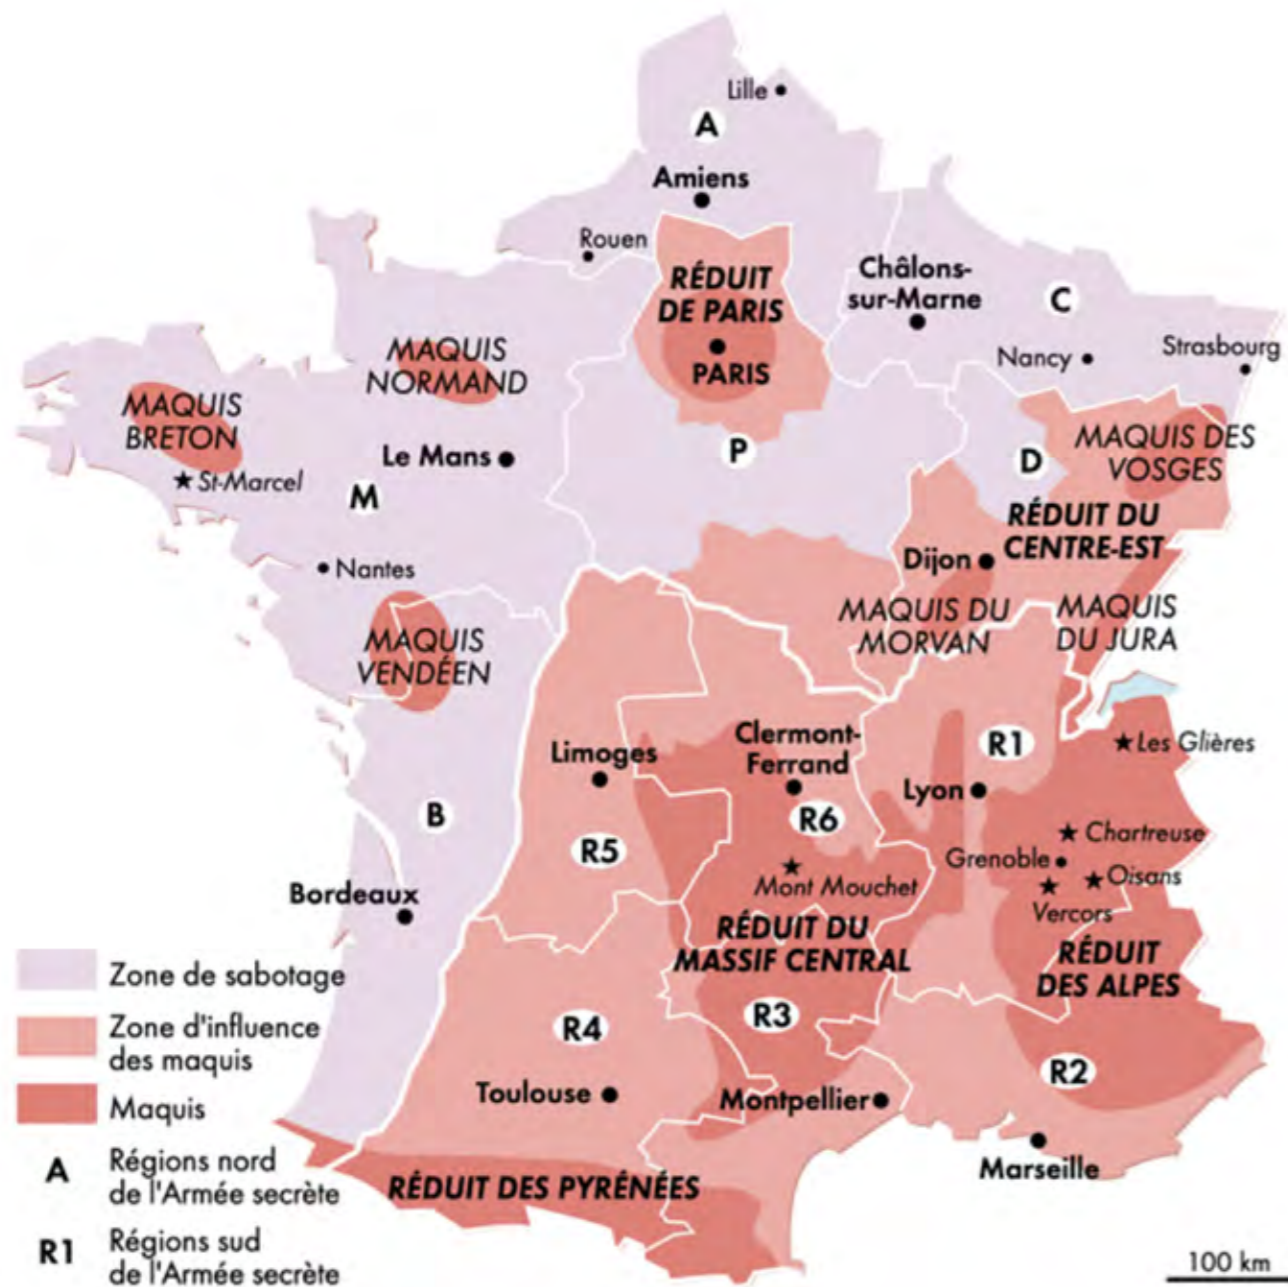 Lille
A
Amiens
Rouen
RÉDUIT
DE PARIS
PARIS
Châlons-
sur-Marne
C
Nancy
Strasbourg
MAQUIS
NORMAND
MAQUIS
BRETON
St-Marcel
Le Mans
M
P
D
MAQUIS DES
VOSGES
RÉDUIT DU
CENTRE-EST
Dijon
Nantes
MAQUIS DU
MORVAN
MAQUIS
DU JURA
MAQUIS
VENDÉEN
Limoges
Clermont-
Ferrand
R1
Les Glières
Lyon
B
R6
R5
Chartreuse
Grenoble
Oisans
Mont Mouchet
Vercors
Bordeaux
RÉDUIT DU
MASSIF CENTRAL
RÉDUIT
DES ALPES
R3
R4
R2
Toulouse
Montpellier
Marseille
RÉDUIT DES PYRÉNÉES
Zone de sabotage
Zone d'influence
des maquis
Maquis
A
Régions nord
de l'Armée secrète
R1
Régions sud
de l'Armée secrète
100 km